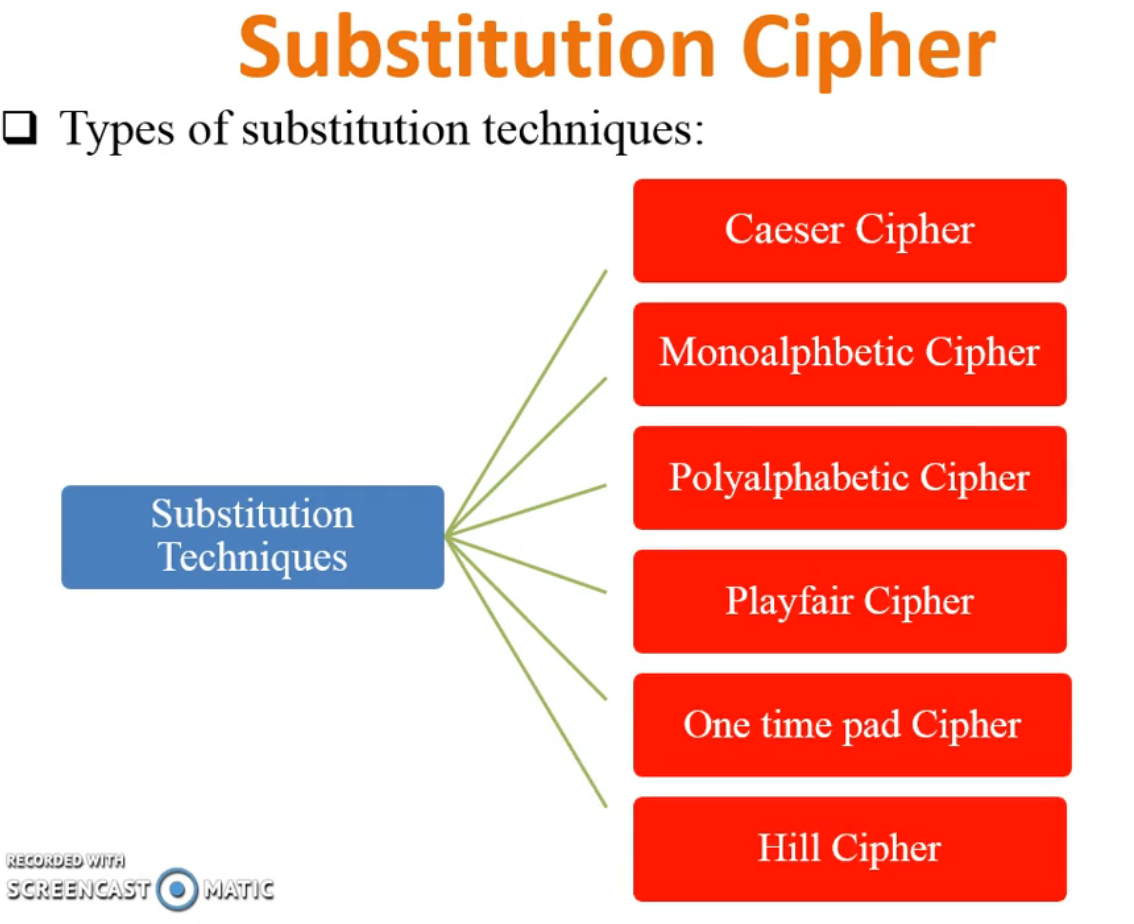 Substitution Cipher
Types of substitution techniques:
Caeser Cipher
Monoalphbetic Cipher
Polyalphabetic Cipher
Substitution
Techniques
Playfair Cipher
One time pad Cipher
Hill Cipher
RECORDED WITH
SCREENCAST MATIC